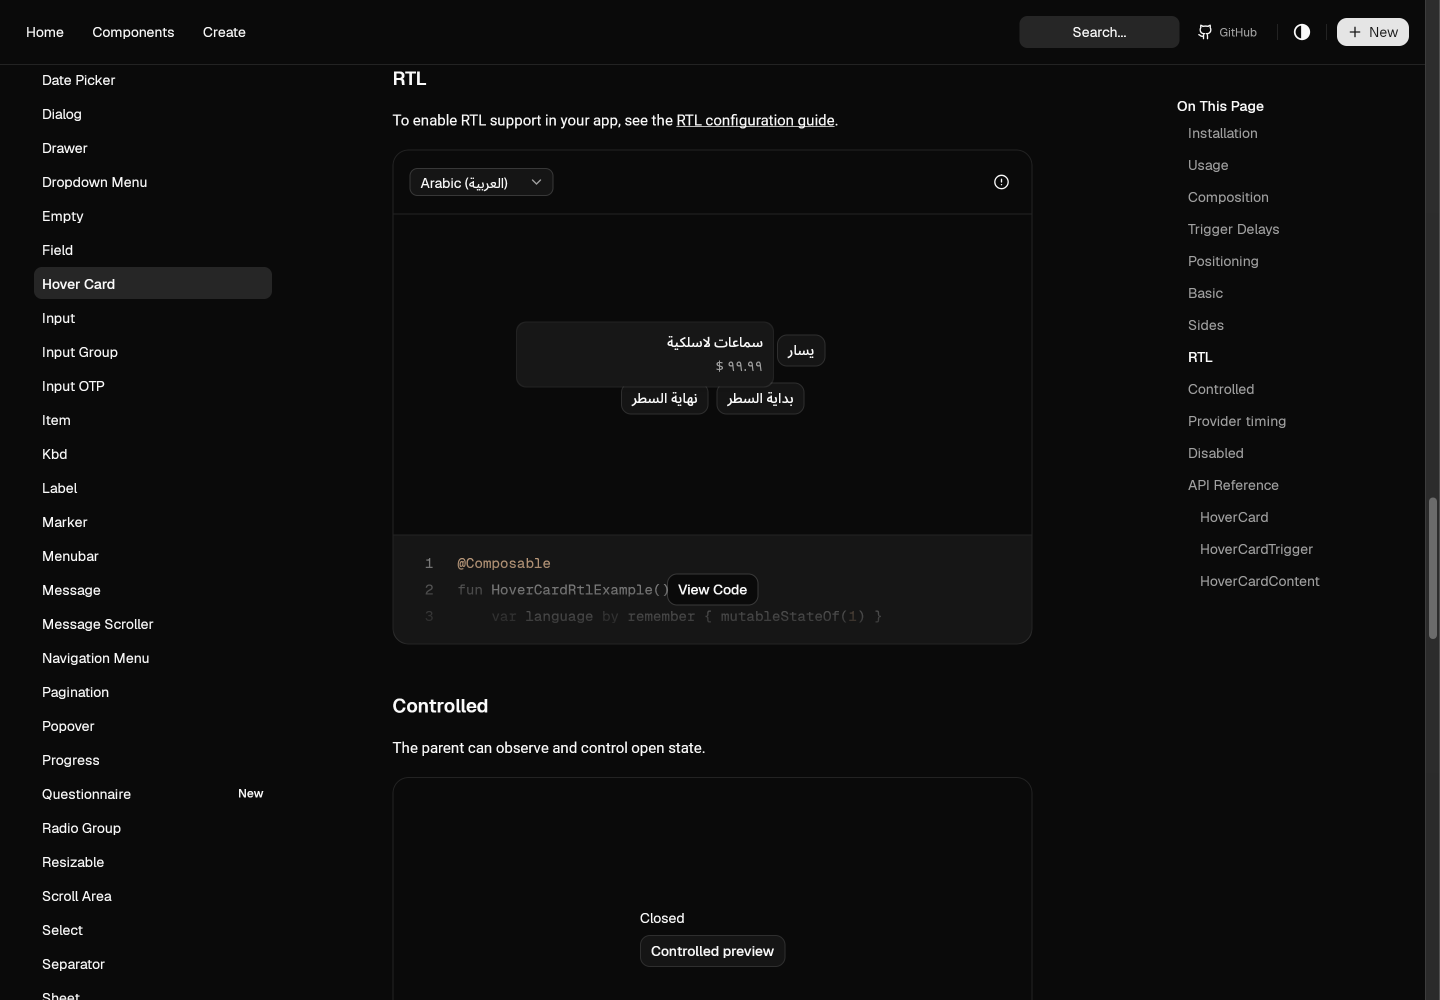 Home
Components
Create
Search...
GitHub
New
Date Picker
Dialog
Drawer
Dropdown Menu
Empty
Field
Hover Card
Input
Input Group
Input OTP
Item
Kbd
Label
Marker
Menubar
Message
Message Scroller
Navigation Menu
Pagination
Popover
Progress
Questionnaire
New
Radio Group
Resizable
Scroll Area
Select
Separator
Sheet
RTL
To enable RTL support in your app, see the RTL configuration guide.
Arabic (العربية)
سماعات لاسلكية
٩٩.٩٩ $
يسار
بداية السطر
نهاية السطر
1 @Composable
2 fun HoverCardRtlExample()
View Code
3 var language by remember { mutableStateOf(1) }
Controlled
The parent can observe and control open state.
Closed
Controlled preview
On This Page
Installation
Usage
Composition
Trigger Delays
Positioning
Basic
Sides
RTL
Controlled
Provider timing
Disabled
API Reference
HoverCard
HoverCardTrigger
HoverCardContent